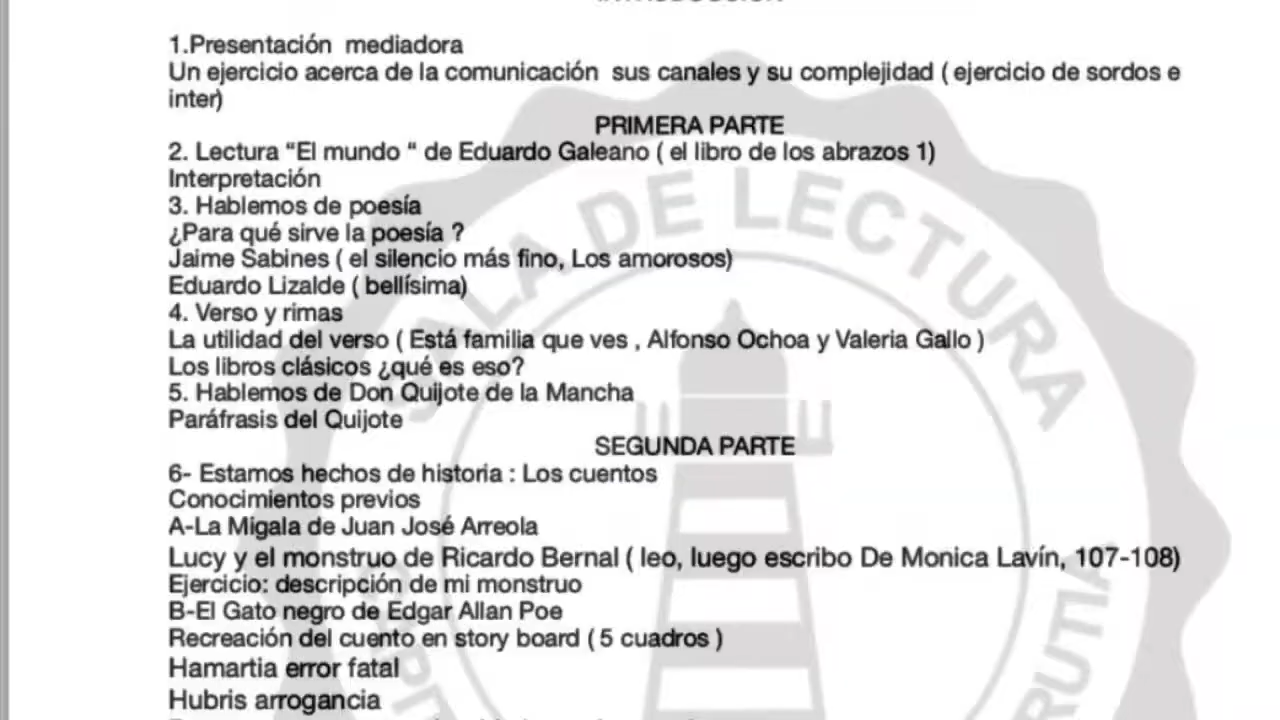 1.Presentación mediadora
Un ejercicio acerca de la comunicación sus canales y su complejidad ( ejercicio de sordos e
inter)
PRIMERA PARTE
2. Lectura “El mundo “ de Eduardo Galeano ( el libro de los abrazos 1)
Interpretación
3. Hablemos de poesía
¿Para qué sirve la poesía ?
Jaime Sabines ( el silencio más fino, Los amorosos)
Eduardo Lizalde ( bellísima)
4. Verso y rimas
La utilidad del verso ( Está familia que ves , Alfonso Ochoa y Valeria Gallo )
Los libros clásicos ¿qué es eso?
5. Hablemos de Don Quijote de la Mancha
Paráfrasis del Quijote
SEGUNDA PARTE
6- Estamos hechos de historia : Los cuentos
Conocimientos previos
A-La Migala de Juan José Arreola
Lucy y el monstruo de Ricardo Bernal ( leo, luego escribo De Monica Lavín, 107-108)
Ejercicio: descripción de mi monstruo
B-El Gato negro de Edgar Allan Poe
Recreación del cuento en story board ( 5 cuadros )
Hamartia error fatal
Hubris arrogancia
SALA DE LECTURA